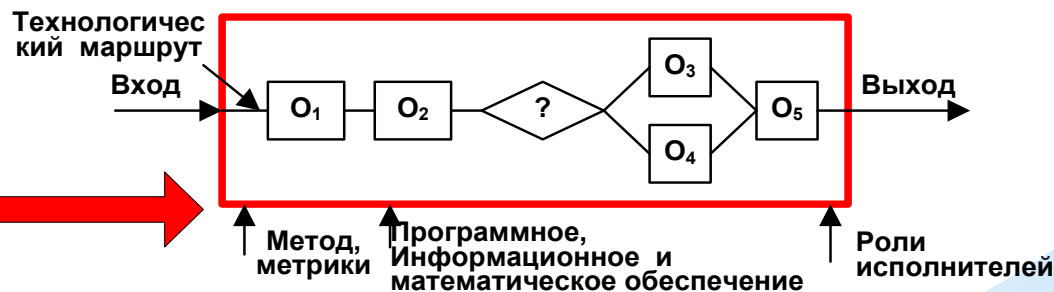 Технологичес
кий маршрут
Вход
O₁
O₂
?
O₃
O₄
O₅
Выход
Метод,
метрики
Программное,
Информационное и
математическое обеспечение
Роли
исполнителей